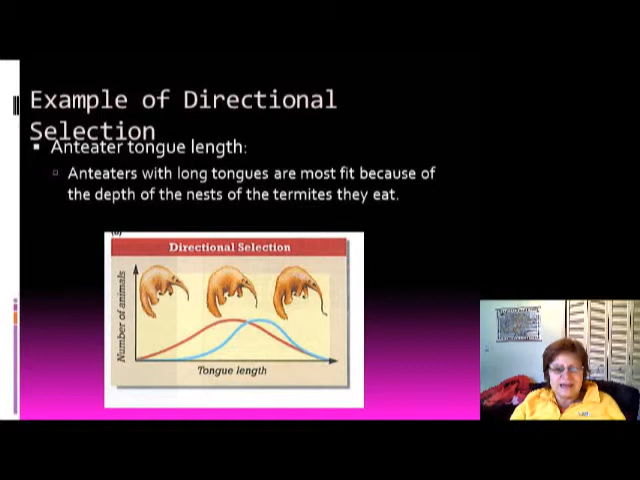 Example of Directional
Selection
Anteater tongue length:
Anteaters with long tongues are most fit because of
the depth of the nests of the termites they eat.
Directional Selection
Number of animals
Tongue length